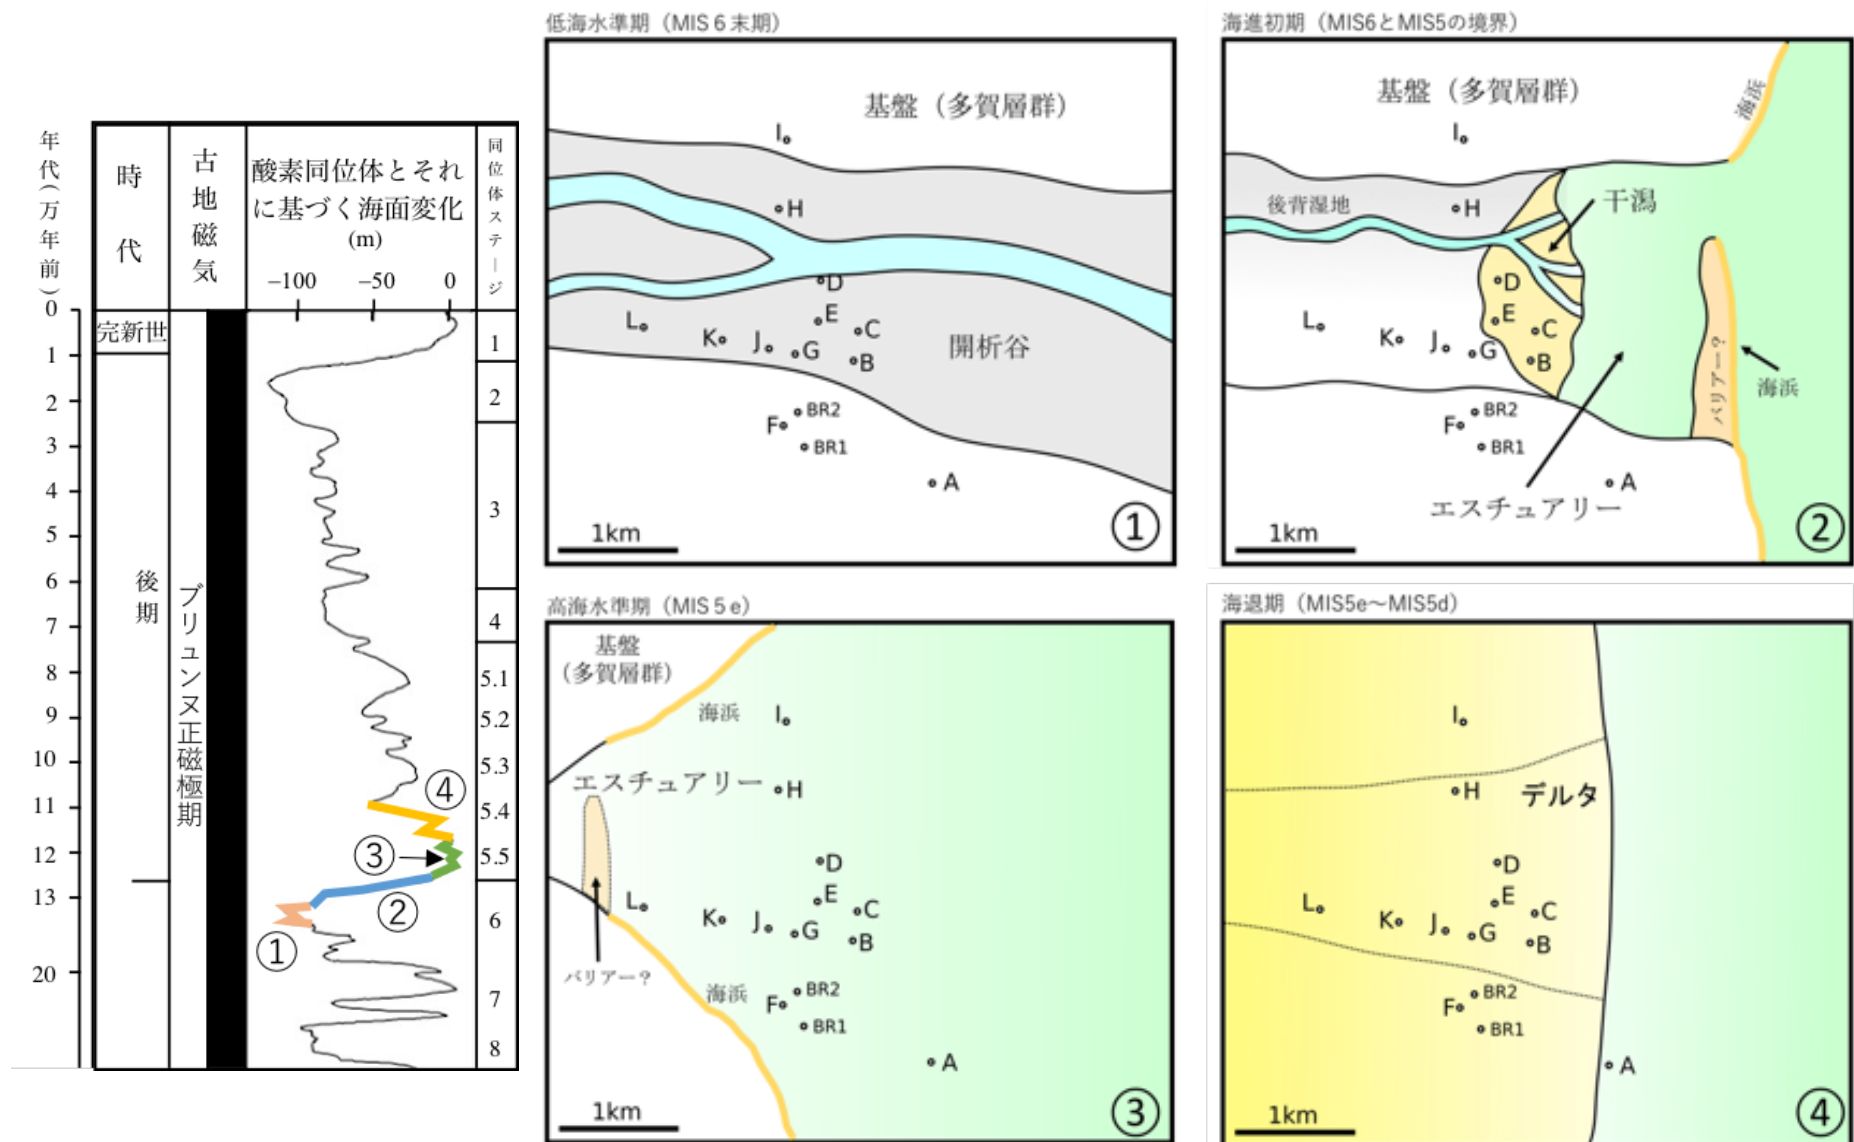 年代(万年前)
時代
古地磁気
酸素同位体とそれ
に基づく海面変化
(m)
−100
−50
0
同位体ステージ
0
1
2
3
4
5
6
7
8
9
10
11
12
13
20
完新世
後期
ブリュンヌ正磁極期
1
2
3
4
5.1
5.2
5.3
5.4
5.5
6
7
8
④
③
②
①
低海水準期（MIS 6 末期）
基盤（多賀層群）
I
H
D
E
C
L
K
J
G
B
開析谷
BR2
F
BR1
A
1km
①
海進初期（MIS6とMIS5の境界）
基盤（多賀層群）
海浜
I
後背湿地
H
干潟
D
E
C
L
K
J
G
B
バリアー？
海浜
BR2
F
BR1
A
エスチュアリー
1km
②
高海水準期（MIS 5 e）
基盤
（多賀層群）
海浜
I
エスチュアリー
H
D
E
C
L
K
J
G
B
バリアー？
海浜
BR2
F
BR1
A
1km
③
海退期（MIS5e～MIS5d）
I
H
デルタ
D
E
C
L
K
J
G
B
BR2
F
BR1
A
1km
④